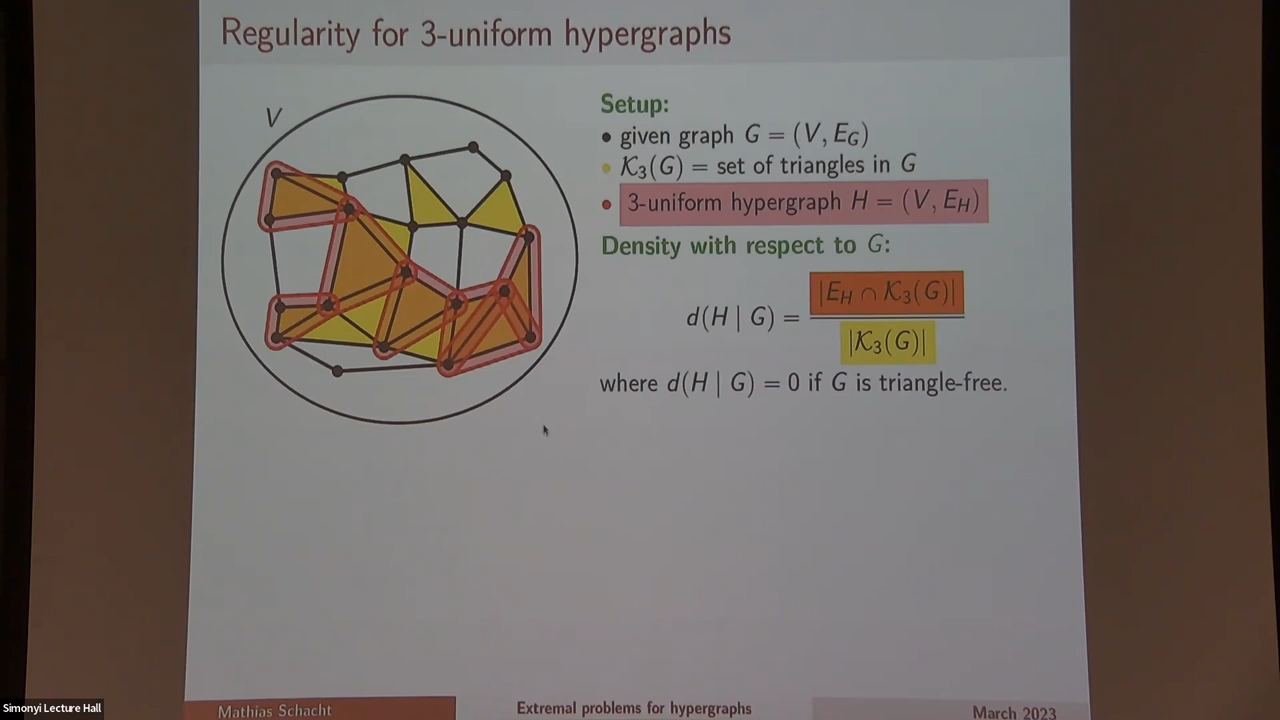 Regularity for 3-uniform hypergraphs
V
Setup:
• given graph G = (V, E_G)
• 𝒦₃(G) = set of triangles in G
• 3-uniform hypergraph H = (V, E_H)
Density with respect to G:
d(H | G) = |E_H ∩ 𝒦₃(G)| / |𝒦₃(G)|
where d(H | G) = 0 if G is triangle-free.
Simonyi Lecture Hall
Mathias Schacht
Extremal problems for hypergraphs
March 2023